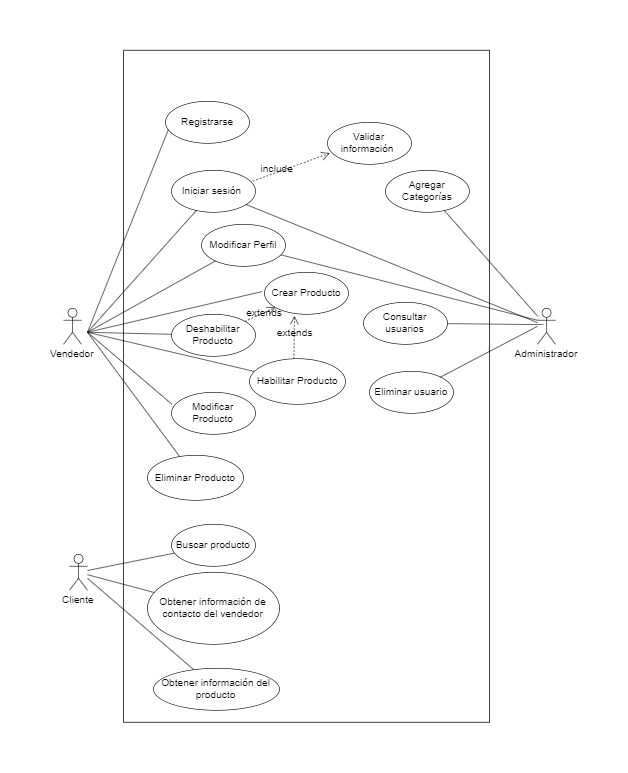 Registrarse
Validar
información
include
Iniciar sesión
Agregar
Categorías
Modificar Perfil
Crear Producto
extends
Deshabilitar
Producto
extends
Consultar
usuarios
Vendedor
Administrador
Habilitar Producto
Eliminar usuario
Modificar
Producto
Eliminar Producto
Buscar producto
Cliente
Obtener información de
contacto del vendedor
Obtener información del
producto